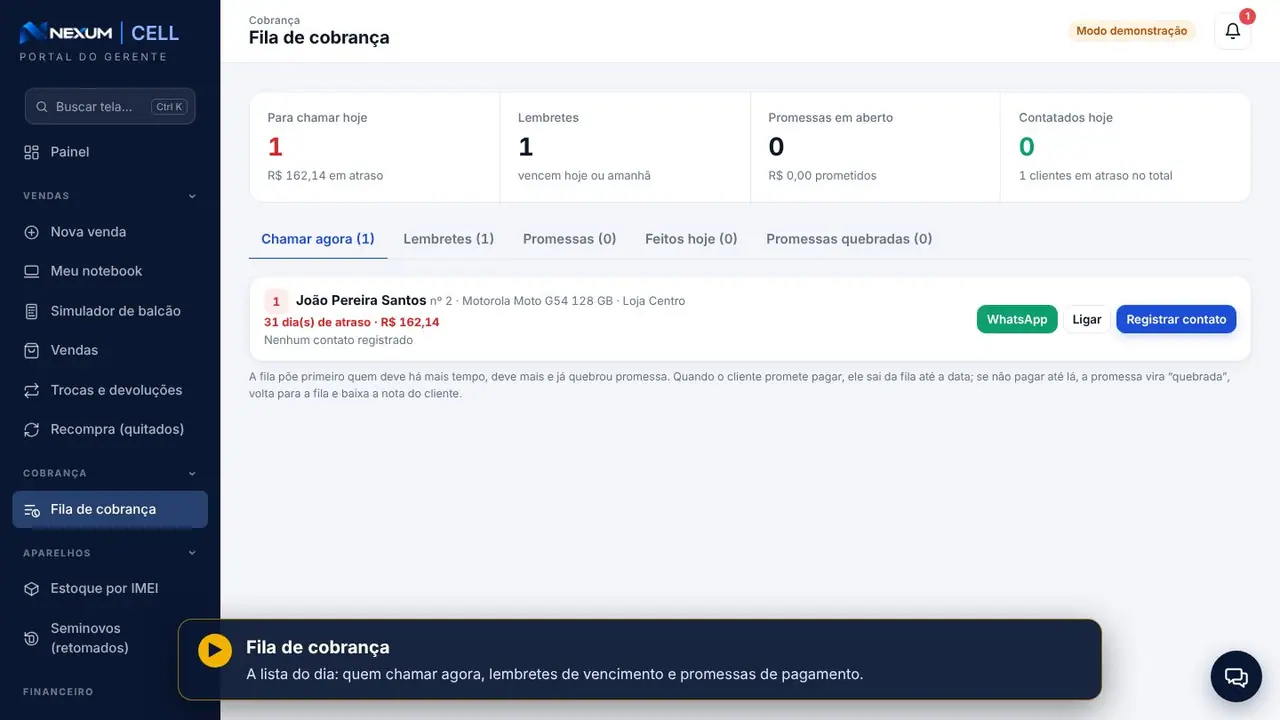 NEXUM | CELL
PORTAL DO GERENTE
Buscar tela... Ctrl K
Painel
VENDAS
Nova venda
Meu notebook
Simulador de balcão
Vendas
Trocas e devoluções
Recompra (quitados)
COBRANÇA
Fila de cobrança
APARELHOS
Estoque por IMEI
Seminovos
(retomados)
FINANCEIRO
Cobrança
Fila de cobrança
Modo demonstração
1
Para chamar hoje
1
R$ 162,14 em atraso
Lembretes
1
vencem hoje ou amanhã
Promessas em aberto
0
R$ 0,00 prometidos
Contatados hoje
0
1 clientes em atraso no total
Chamar agora (1) Lembretes (1) Promessas (0) Feitos hoje (0) Promessas quebradas (0)
1 João Pereira Santos nº 2 · Motorola Moto G54 128 GB · Loja Centro
31 dia(s) de atraso · R$ 162,14
Nenhum contato registrado
WhatsApp Ligar Registrar contato
A fila põe primeiro quem deve há mais tempo, deve mais e já quebrou promessa. Quando o cliente promete pagar, ele sai da fila até a data; se não pagar até lá, a promessa vira “quebrada”,
volta para a fila e baixa a nota do cliente.
Fila de cobrança
A lista do dia: quem chamar agora, lembretes de vencimento e promessas de pagamento.